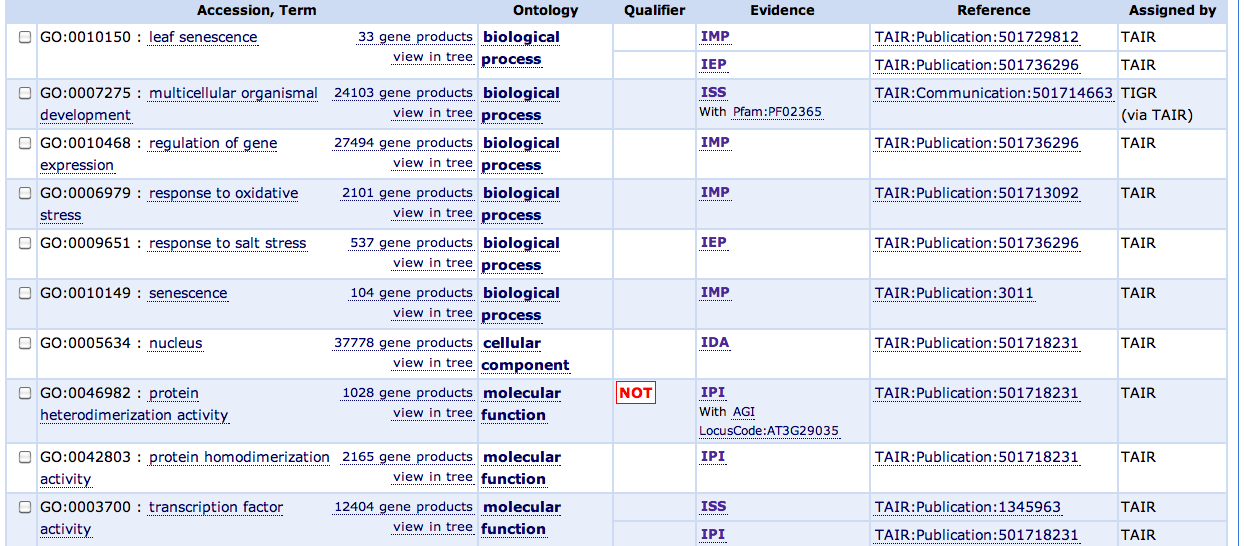 Accession, Term Ontology Qualifier Evidence Reference Assigned by
GO:0010150 : leaf senescence 33 gene products biological IMP TAIR:Publication:501729812 TAIR
view in tree process IEP TAIR:Publication:501736296 TAIR
GO:0007275 : multicellular organismal 24103 gene products biological ISS TAIR:Communication:501714663 TIGR
development view in tree process With Pfam:PF02365 (via TAIR)
GO:0010468 : regulation of gene 27494 gene products biological IMP TAIR:Publication:501736296 TAIR
expression view in tree process
GO:0006979 : response to oxidative 2101 gene products biological IMP TAIR:Publication:501713092 TAIR
stress view in tree process
GO:0009651 : response to salt stress 537 gene products biological IEP TAIR:Publication:501736296 TAIR
view in tree process
GO:0010149 : senescence 104 gene products biological IMP TAIR:Publication:3011 TAIR
view in tree process
GO:0005634 : nucleus 37778 gene products cellular IDA TAIR:Publication:501718231 TAIR
view in tree component
GO:0046982 : protein 1028 gene products molecular NOT IPI TAIR:Publication:501718231 TAIR
heterodimerization activity view in tree function With AGI
LocusCode:AT3G29035
GO:0042803 : protein homodimerization 2165 gene products molecular IPI TAIR:Publication:501718231 TAIR
activity view in tree function
GO:0003700 : transcription factor 12404 gene products molecular ISS TAIR:Publication:1345963 TAIR
activity view in tree function IPI TAIR:Publication:501718231 TAIR